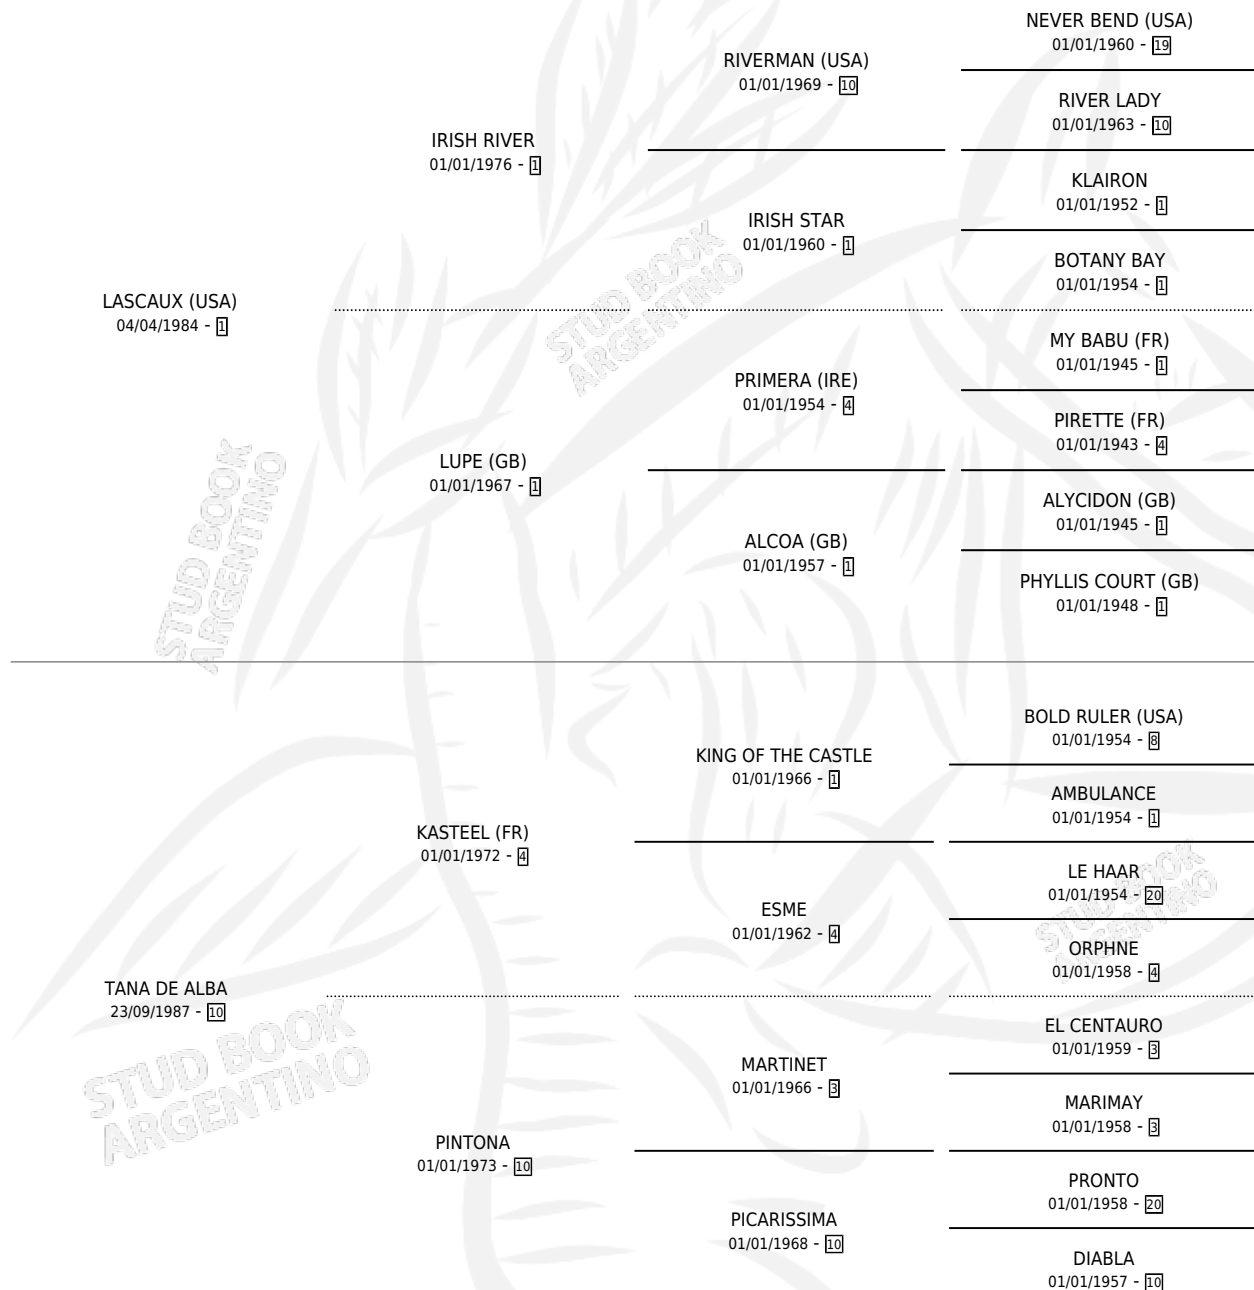 NEVER BEND (USA)
01/01/1960 - 19
RIVERMAN (USA)
01/01/1969 - 10
RIVER LADY
01/01/1963 - 10
IRISH RIVER
01/01/1976 - 1
KLAIRON
01/01/1952 - 1
IRISH STAR
01/01/1960 - 1
BOTANY BAY
01/01/1954 - 1
LASCAUX (USA)
04/04/1984 - 1
MY BABU (FR)
01/01/1945 - 1
PRIMERA (IRE)
01/01/1954 - 4
PIRETTE (FR)
01/01/1943 - 4
LUPE (GB)
01/01/1967 - 1
ALYCIDON (GB)
01/01/1945 - 1
ALCOA (GB)
01/01/1957 - 1
PHYLLIS COURT (GB)
01/01/1948 - 1
STUD BOOK
ARGENTINO
STUD BOOK
ARGENTINO
BOLD RULER (USA)
01/01/1954 - 8
KING OF THE CASTLE
01/01/1966 - 1
AMBULANCE
01/01/1954 - 1
KASTEEL (FR)
01/01/1972 - 4
LE HAAR
01/01/1954 - 20
ESME
01/01/1962 - 4
ORPHNE
01/01/1958 - 4
STUD BOOK
ARGENTINO
TANA DE ALBA
23/09/1987 - 10
EL CENTAURO
01/01/1959 - 3
MARTINET
01/01/1966 - 3
MARIMAY
01/01/1958 - 3
STUD BOOK
ARGENTINO
PINTONA
01/01/1973 - 10
PRONTO
01/01/1958 - 20
PICARISSIMA
01/01/1968 - 10
DIABLA
01/01/1957 - 10